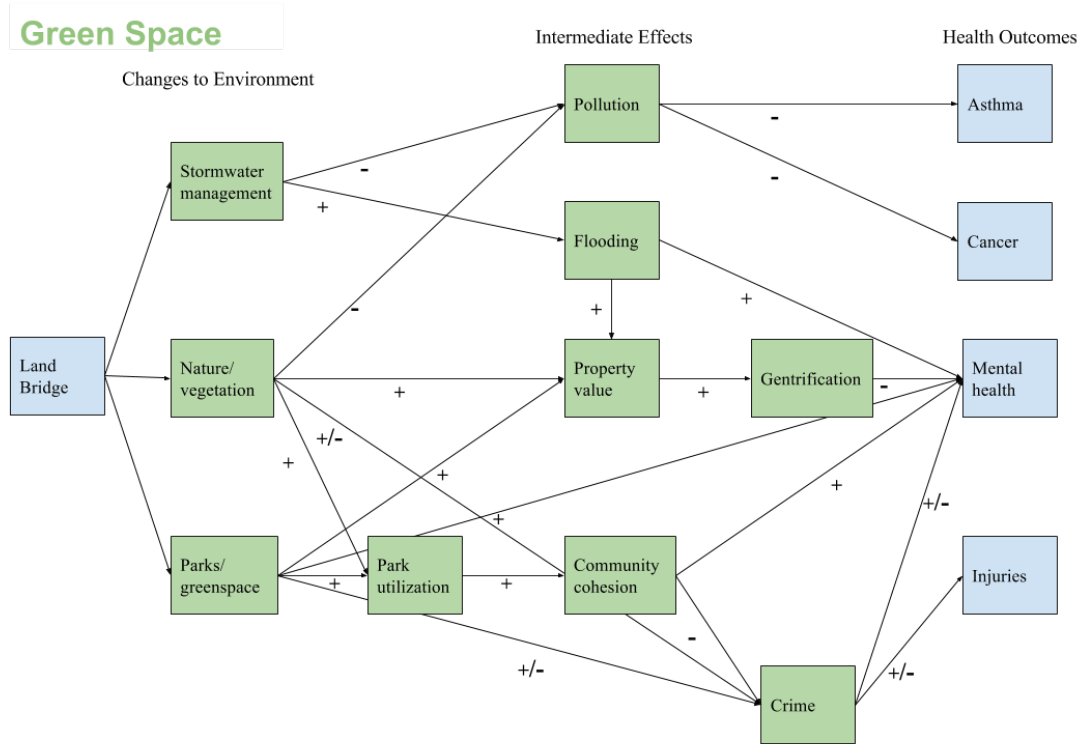 Green Space
Intermediate Effects
Health Outcomes
Changes to Environment
Pollution
Asthma
-
-
Stormwater
management
-
+
Flooding
Cancer
+
+
-
Land
Bridge
Nature/
vegetation
+
Property
value
+
Gentrification
-
Mental
health
+/-
+
+
+
+
+/-
Parks/
greenspace
+
Park
utilization
+
Community
cohesion
Injuries
-
+/-
+/-
Crime